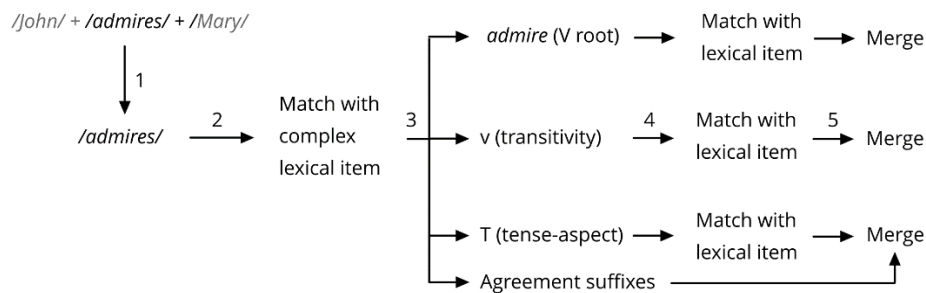 /John/ + /admires/ + /Mary/
1
/admires/
2
Match with
complex
lexical item
3
admire (V root)
Match with
lexical item
Merge
v (transitivity)
4
Match with
lexical item
5
Merge
T (tense-aspect)
Match with
lexical item
Merge
Agreement suffixes